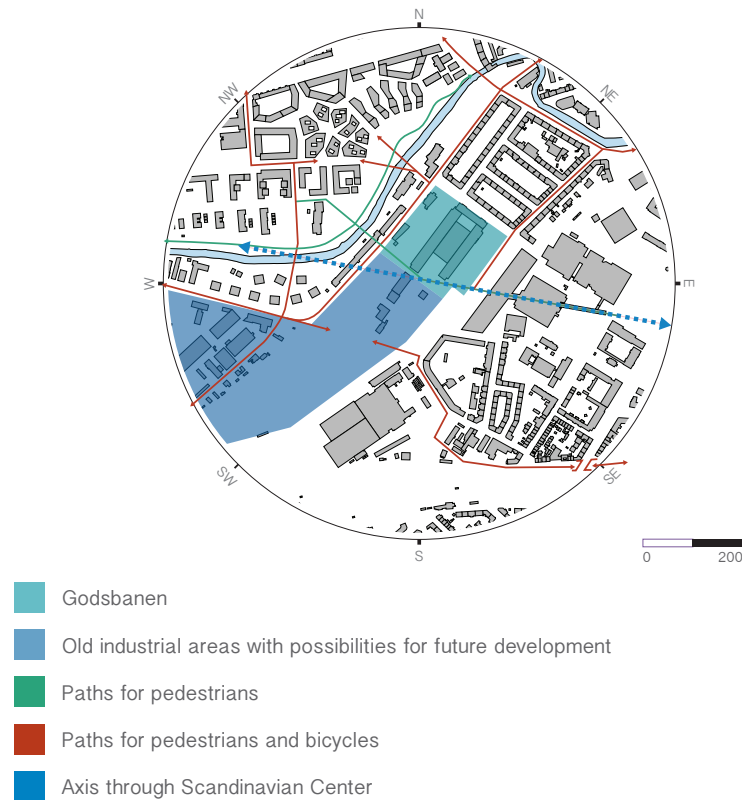 N
NW
NE
W
E
SW
SE
S
0
200
Godsbanen
Old industrial areas with possibilities for future development
Paths for pedestrians
Paths for pedestrians and bicycles
Axis through Scandinavian Center